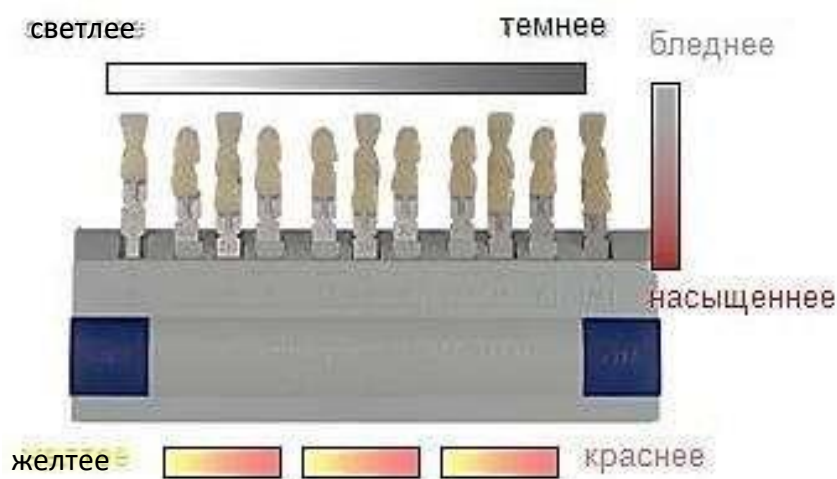 светлее
темнее
бледнее
насыщеннее
желтее
краснее